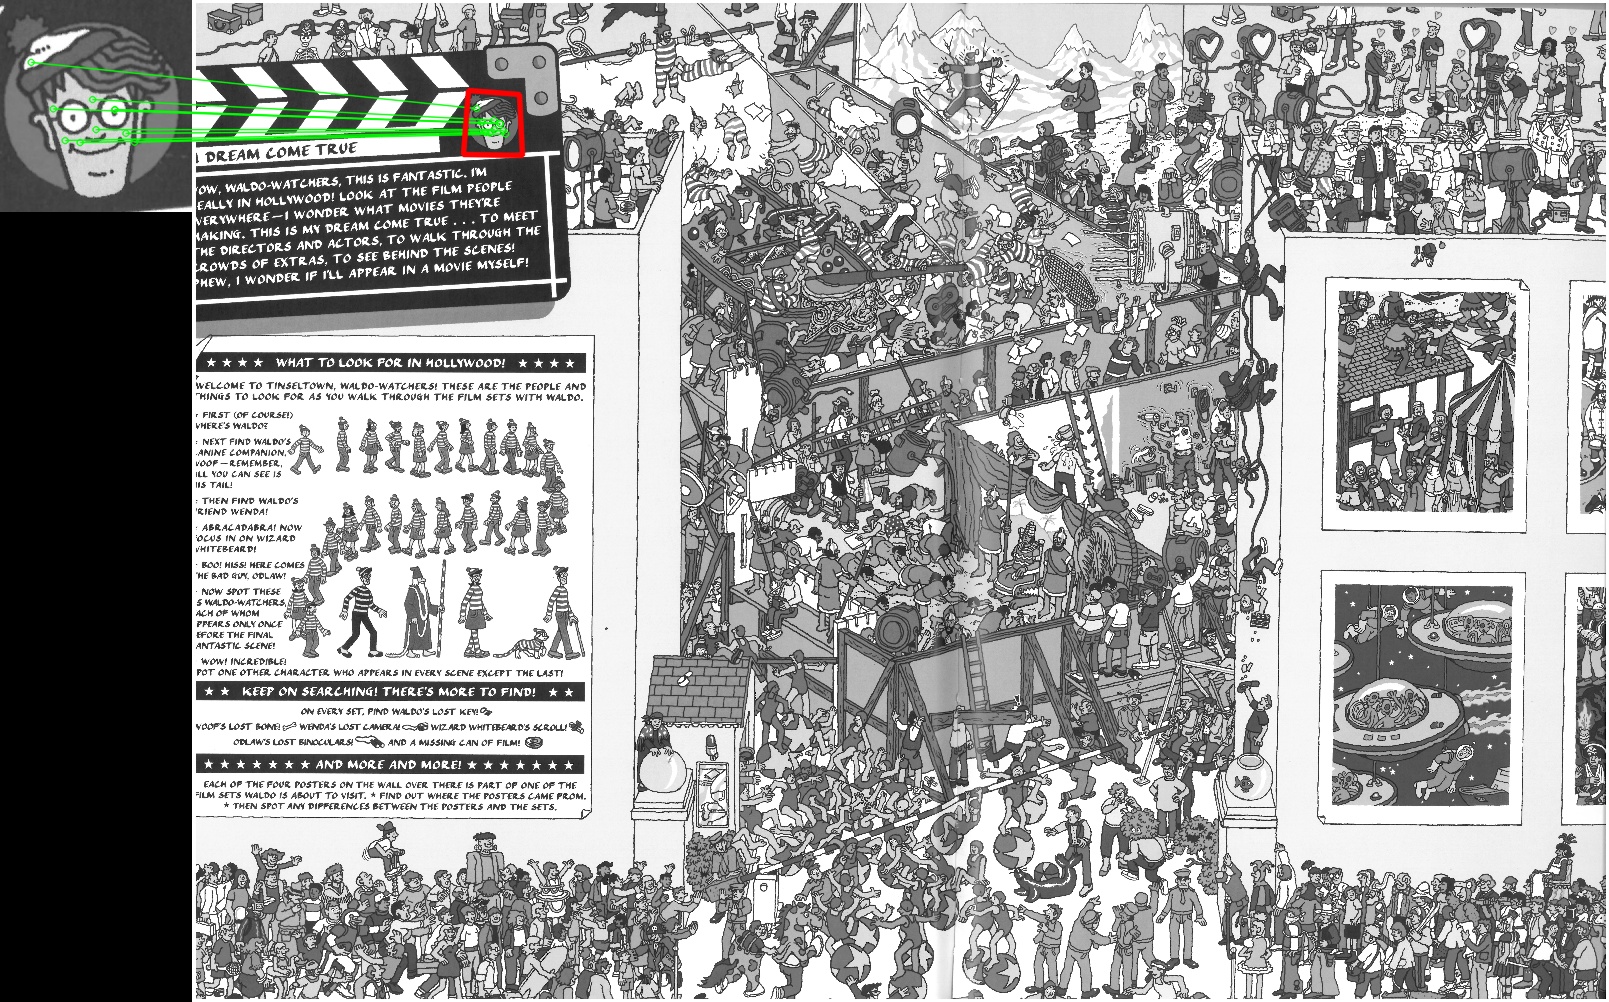 DREAM COME TRUE
OW, WALDO-WATCHERS, THIS IS FANTASTIC. I'M
EALLY IN HOLLYWOOD! LOOK AT THE FILM PEOPLE
VERYWHERE—I WONDER WHAT MOVIES THEY'RE
AKING. THIS IS MY DREAM COME TRUE . . . TO MEET
HE DIRECTORS AND ACTORS, TO WALK THROUGH THE
ROWDS OF EXTRAS, TO SEE BEHIND THE SCENES!
HEW, I WONDER IF I'LL APPEAR IN A MOVIE MYSELF!
★ ★ ★ ★ WHAT TO LOOK FOR IN HOLLYWOOD! ★ ★ ★ ★
WELCOME TO TINSELTOWN, WALDO-WATCHERS! THESE ARE THE PEOPLE AND
THINGS TO LOOK FOR AS YOU WALK THROUGH THE FILM SETS WITH WALDO.
FIRST (OF COURSE!)
WHERE'S WALDO?
NEXT FIND WALDO'S
ANINE COMPANION,
WOOF—REMEMBER,
LL YOU CAN SEE IS
IS TAIL!
THEN FIND WALDO'S
RIEND WENDA!
ABRACADABRA! NOW
OCUS IN ON WIZARD
WHITEBEARD!
BOO! HISS! HERE COMES
HE BAD GUY, ODLAW!
NOW SPOT THESE
5 WALDO-WATCHERS,
ACH OF WHOM
PPEARS ONLY ONCE
EFORE THE FINAL
ANTASTIC SCENE!
WOW! INCREDIBLE!
POT ONE OTHER CHARACTER WHO APPEARS IN EVERY SCENE EXCEPT THE LAST!
★ ★ KEEP ON SEARCHING! THERE'S MORE TO FIND! ★ ★
ON EVERY SET, FIND WALDO'S LOST KEY!
WOOF'S LOST BONE! WENDA'S LOST CAMERA! WIZARD WHITEBEARD'S SCROLL!
ODLAW'S LOST BINOCULARS! AND A MISSING CAN OF FILM!
★ ★ ★ ★ ★ ★ ★ AND MORE AND MORE! ★ ★ ★ ★ ★ ★ ★
EACH OF THE FOUR POSTERS ON THE WALL OVER THERE IS PART OF ONE OF THE
FILM SETS WALDO IS ABOUT TO VISIT. ★ FIND OUT WHERE THE POSTERS CAME FROM.
★ THEN SPOT ANY DIFFERENCES BETWEEN THE POSTERS AND THE SETS.